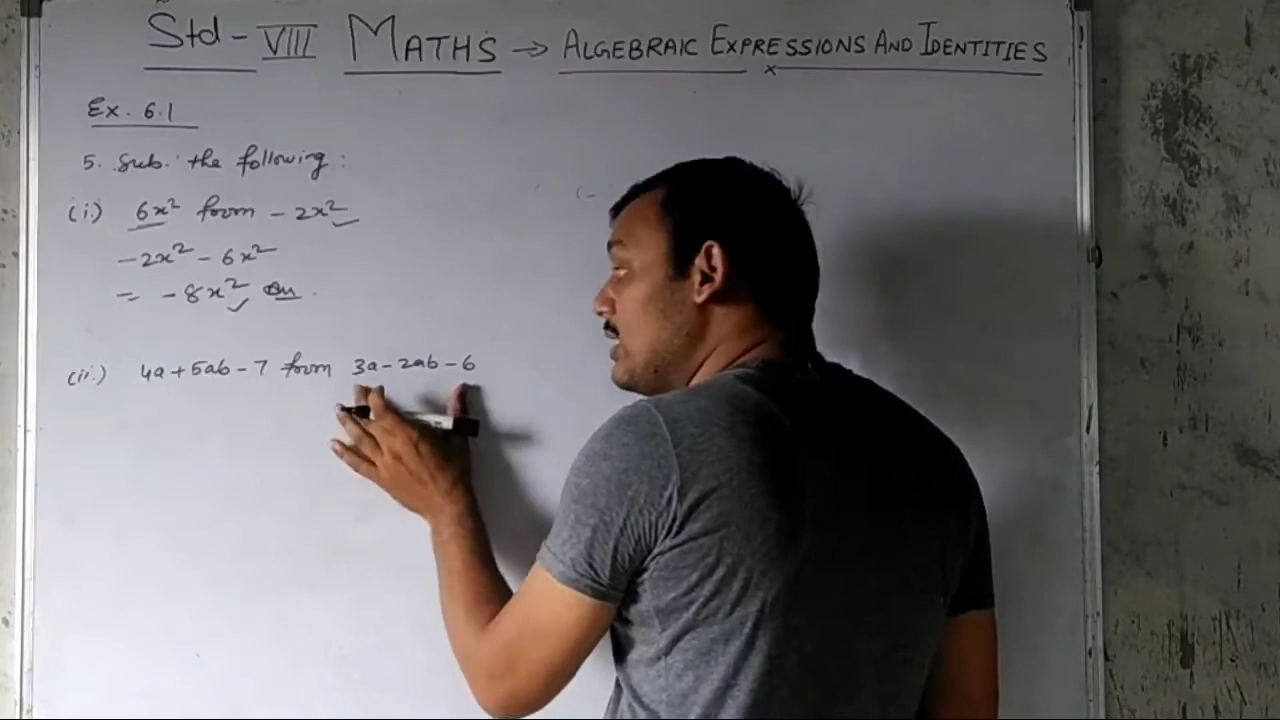 Std - VIII MATHS → ALGEBRAIC EXPRESSIONS AND IDENTITIES
Ex. 6.1
5. Sub. the following:
(i.) 6x² from - 2x²
-2x² - 6x²
= -8x² Ans.
(ii.) 4a + 5ab - 7 from 3a - 2ab - 6